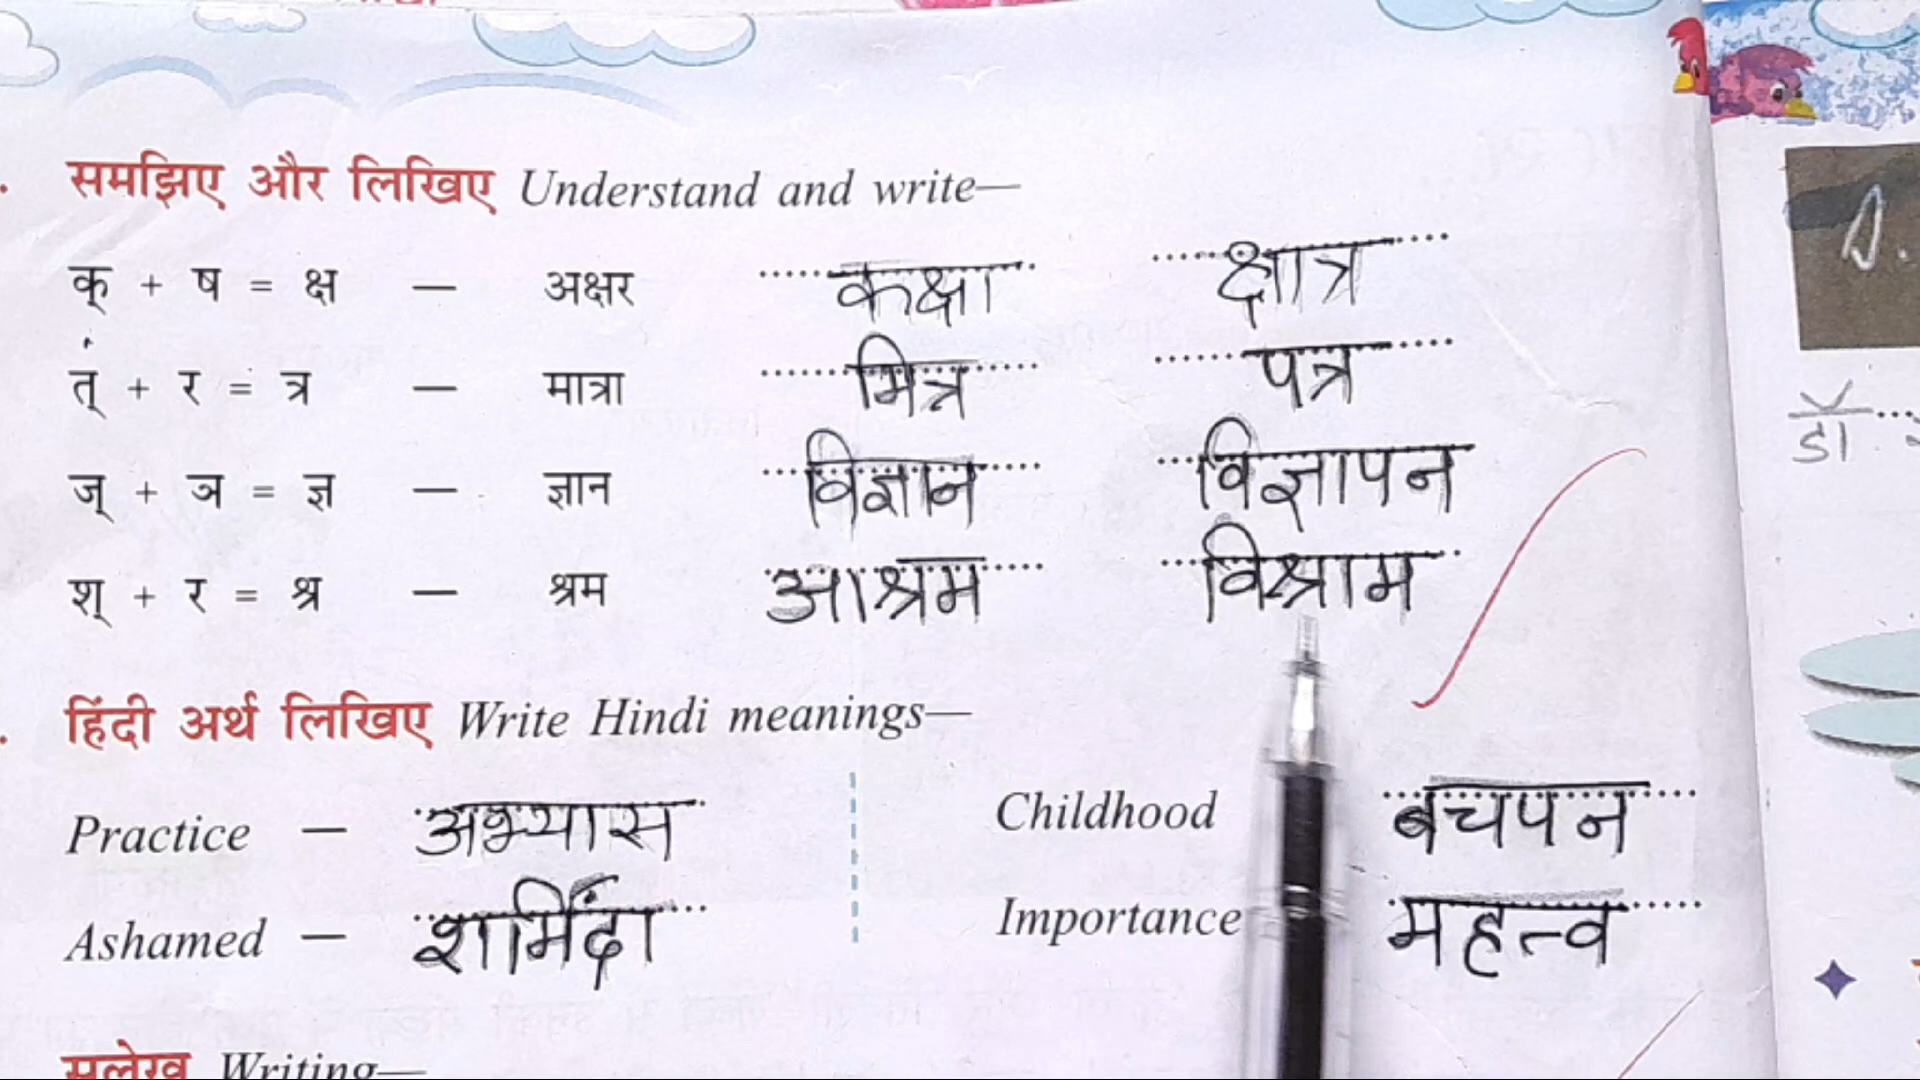 समझिए और लिखिए Understand and write—
क् + ष = क्ष — अक्षर कक्षा क्षात्र
त् + र = त्र — मात्रा मित्र पत्र
ज् + ञ = ज्ञ — ज्ञान विज्ञान विज्ञापन
श् + र = श्र — श्रम आश्रम विश्राम
हिंदी अर्थ लिखिए Write Hindi meanings—
Practice — अभ्यास Childhood बचपन
Ashamed — शर्मिंदा Importance महत्त्व
सुलेख Writing—